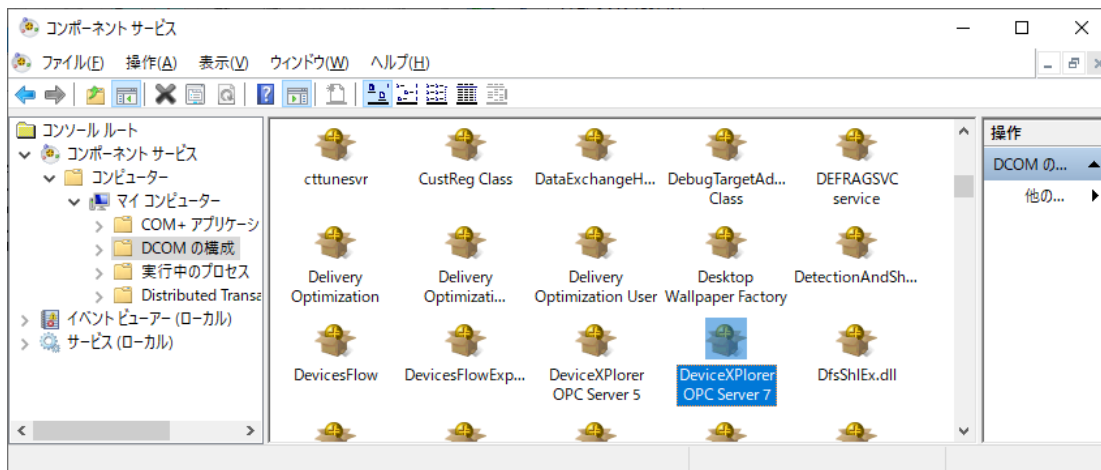 コンポーネント サービス
ファイル(F) 操作(A) 表示(V) ウィンドウ(W) ヘルプ(H)
コンソール ルート
コンポーネント サービス
コンピューター
マイ コンピューター
COM+ アプリケーシ
DCOM の構成
実行中のプロセス
Distributed Transa
イベント ビューアー (ローカル)
サービス (ローカル)
cttunesvr
CustReg Class
DataExchangeH...
DebugTargetAd...
Class
DEFRAGSVC
service
Delivery
Optimization
Delivery
Optimizati...
Delivery
Optimization User
Desktop
Wallpaper Factory
DetectionAndSh...
DevicesFlow
DevicesFlowExp...
DeviceXPlorer
OPC Server 5
DeviceXPlorer
OPC Server 7
DfsShlEx.dll
操作
DCOM の...
他の...